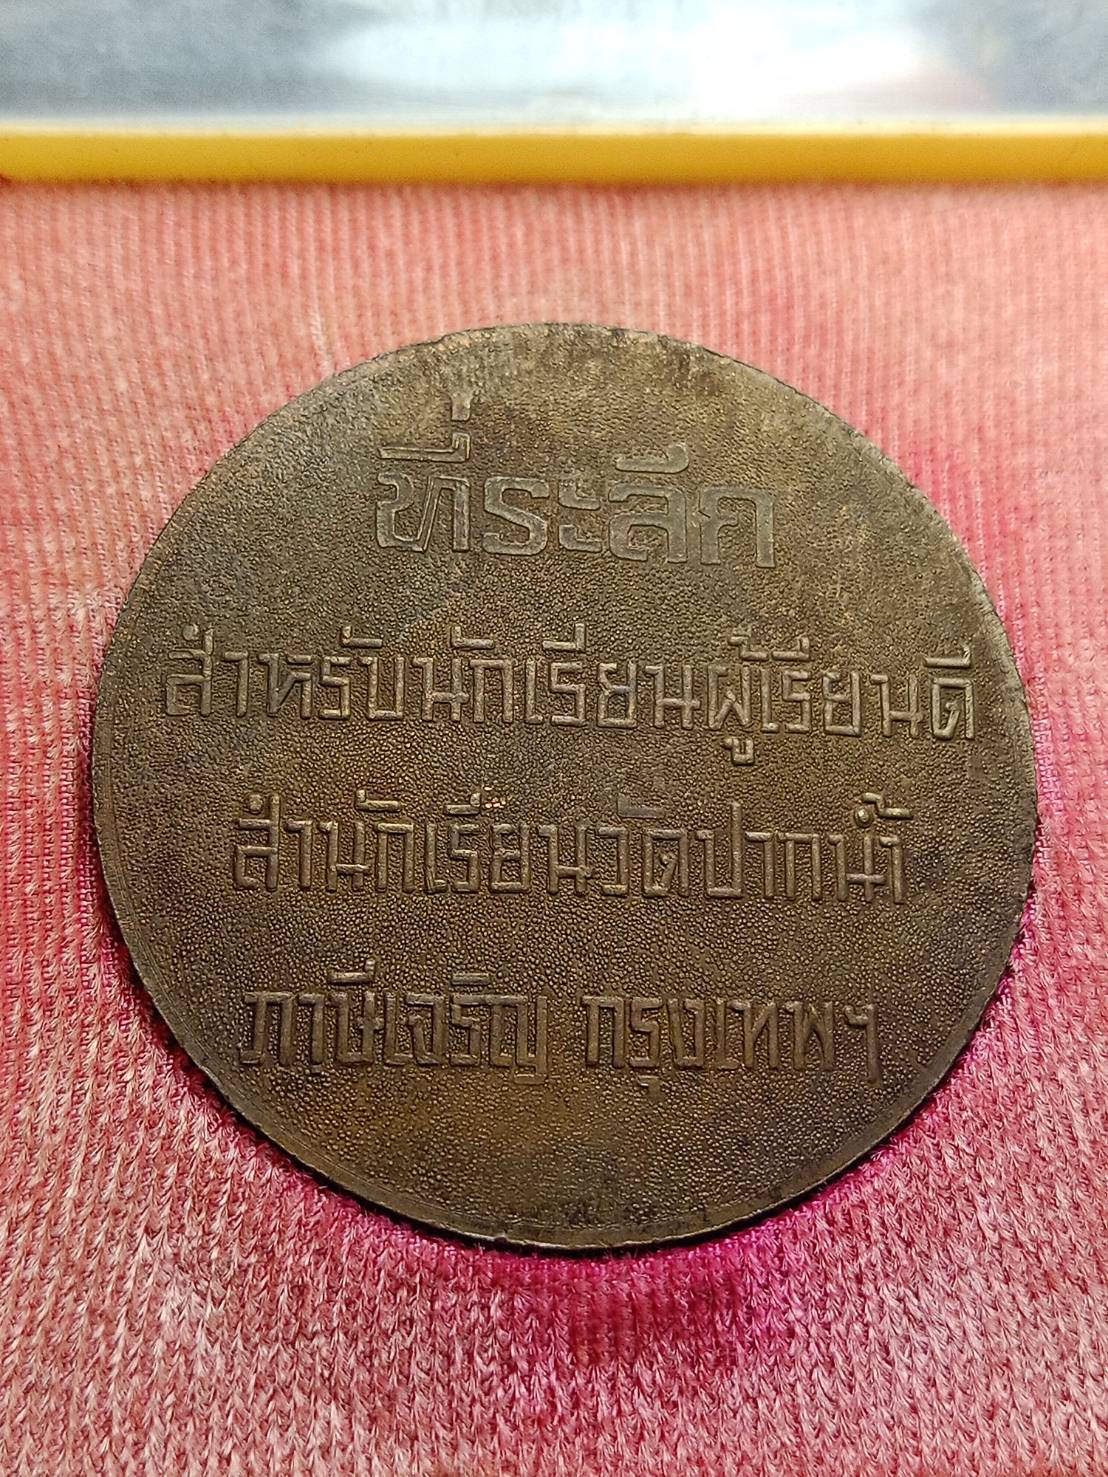 ที่ระลึก
สำหรับนักเรียนผู้เรียนดี
สำนักเรียนวัดปากน้ำ
ภาษีเจริญ กรุงเทพฯ